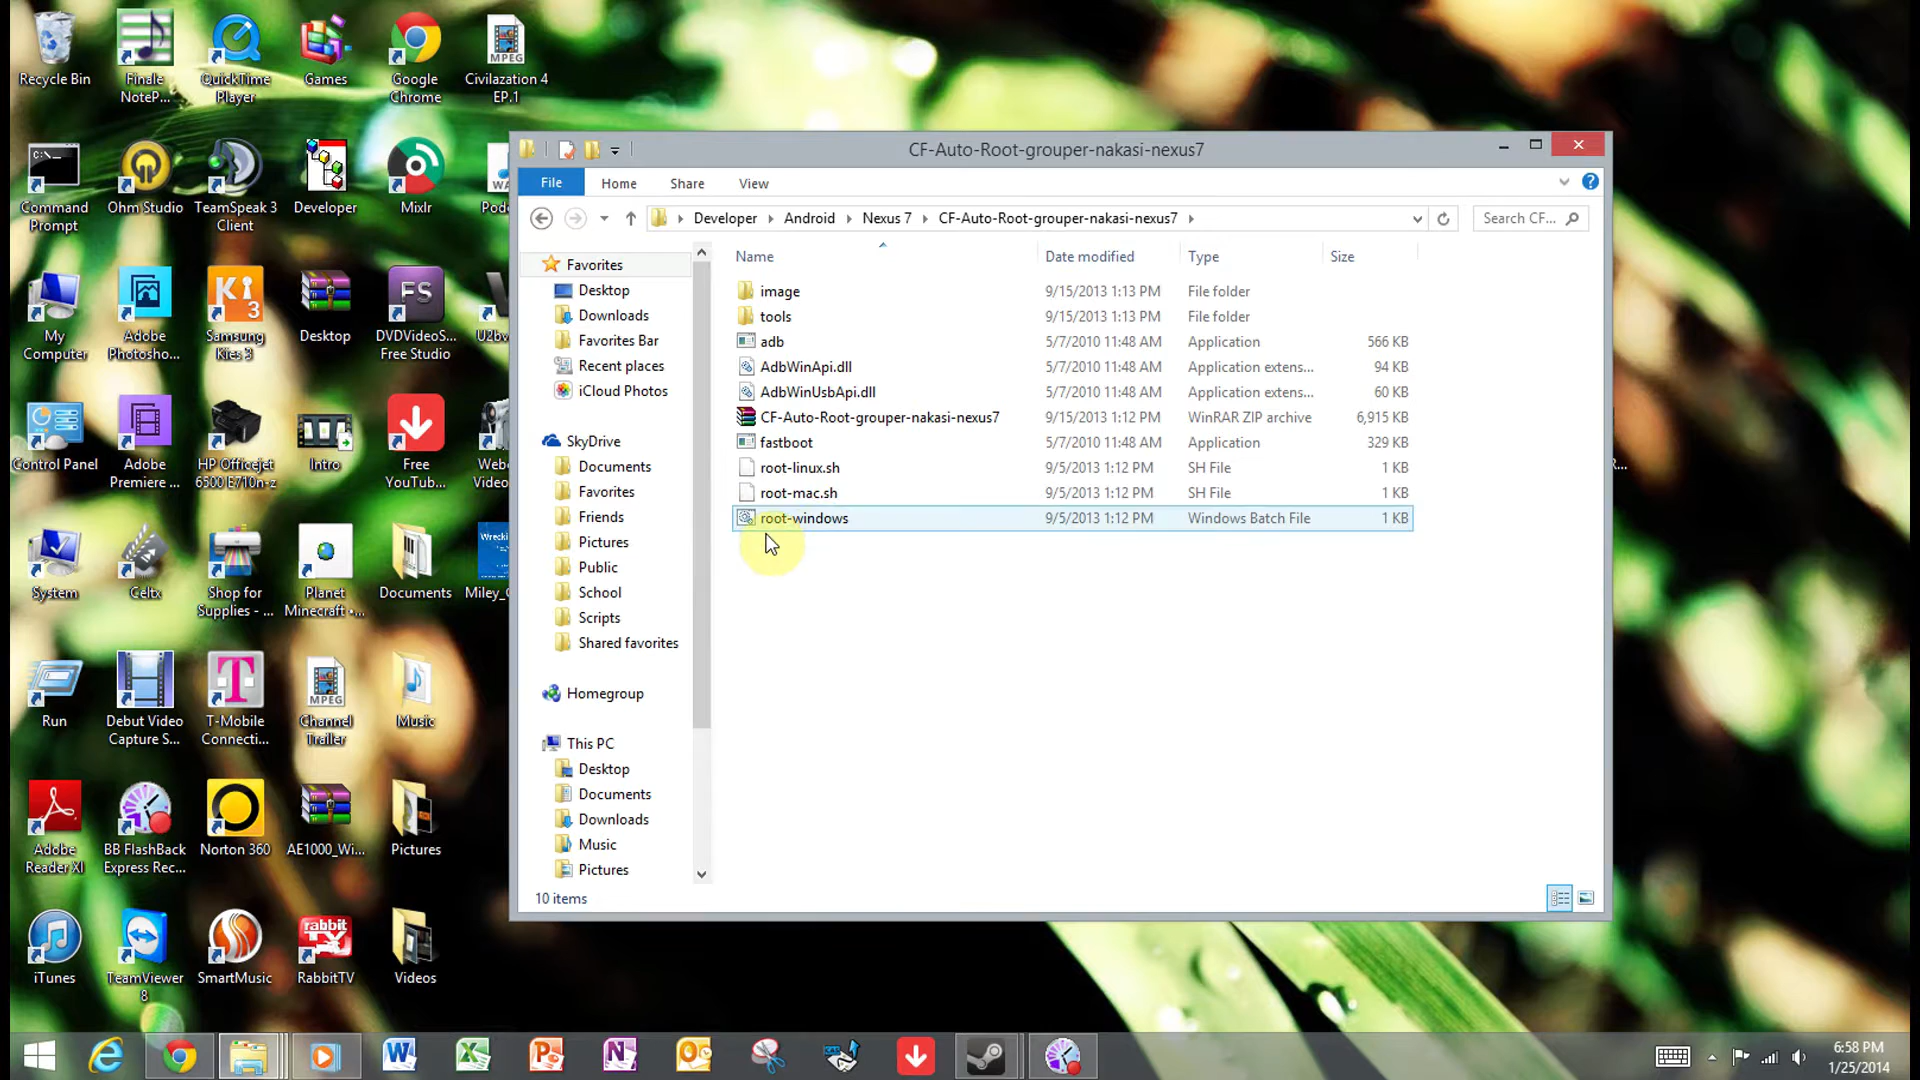 Recycle Bin
Finale
NoteP...
QuickTime
Player
Games
Google
Chrome
MPEG
Civilazation 4
EP.1
C:\_
Command
Prompt
Ohm Studio
TeamSpeak 3
Client
Developer
Mixlr
My
Computer
Adobe
Photosho...
Ki
3
Samsung
Kies 3
Desktop
FS
DVDVideoS...
Free Studio
Control Panel
Adobe
Premiere ...
HP Officejet
6500 E710n-z
Intro
Free
YouTub...
System
Celtx
Shop for
Supplies - ...
Planet
Minecraft •...
Documents
Run
Debut Video
Capture S...
T-Mobile
Connecti...
MPEG
Channel
Trailer
Music
Adobe
Reader XI
BB FlashBack
Express Rec...
Norton 360
AE1000_Wi...
Pictures
iTunes
TeamViewer
8
SmartMusic
rabbit
TV
RabbitTV
Videos
CF-Auto-Root-grouper-nakasi-nexus7
File Home Share View
Developer Android Nexus 7 CF-Auto-Root-grouper-nakasi-nexus7
Search CF...
Name Date modified Type Size
image 9/15/2013 1:13 PM File folder
tools 9/15/2013 1:13 PM File folder
adb 5/7/2010 11:48 AM Application 566 KB
AdbWinApi.dll 5/7/2010 11:48 AM Application extens... 94 KB
AdbWinUsbApi.dll 5/7/2010 11:48 AM Application extens... 60 KB
CF-Auto-Root-grouper-nakasi-nexus7 9/15/2013 1:12 PM WinRAR ZIP archive 6,915 KB
fastboot 5/7/2010 11:48 AM Application 329 KB
root-linux.sh 9/5/2013 1:12 PM SH File 1 KB
root-mac.sh 9/5/2013 1:12 PM SH File 1 KB
root-windows 9/5/2013 1:12 PM Windows Batch File 1 KB
Favorites
Desktop
Downloads
Favorites Bar
Recent places
iCloud Photos
SkyDrive
Documents
Favorites
Friends
Pictures
Public
School
Scripts
Shared favorites
Homegroup
This PC
Desktop
Documents
Downloads
Music
Pictures
10 items
6:58 PM
1/25/2014